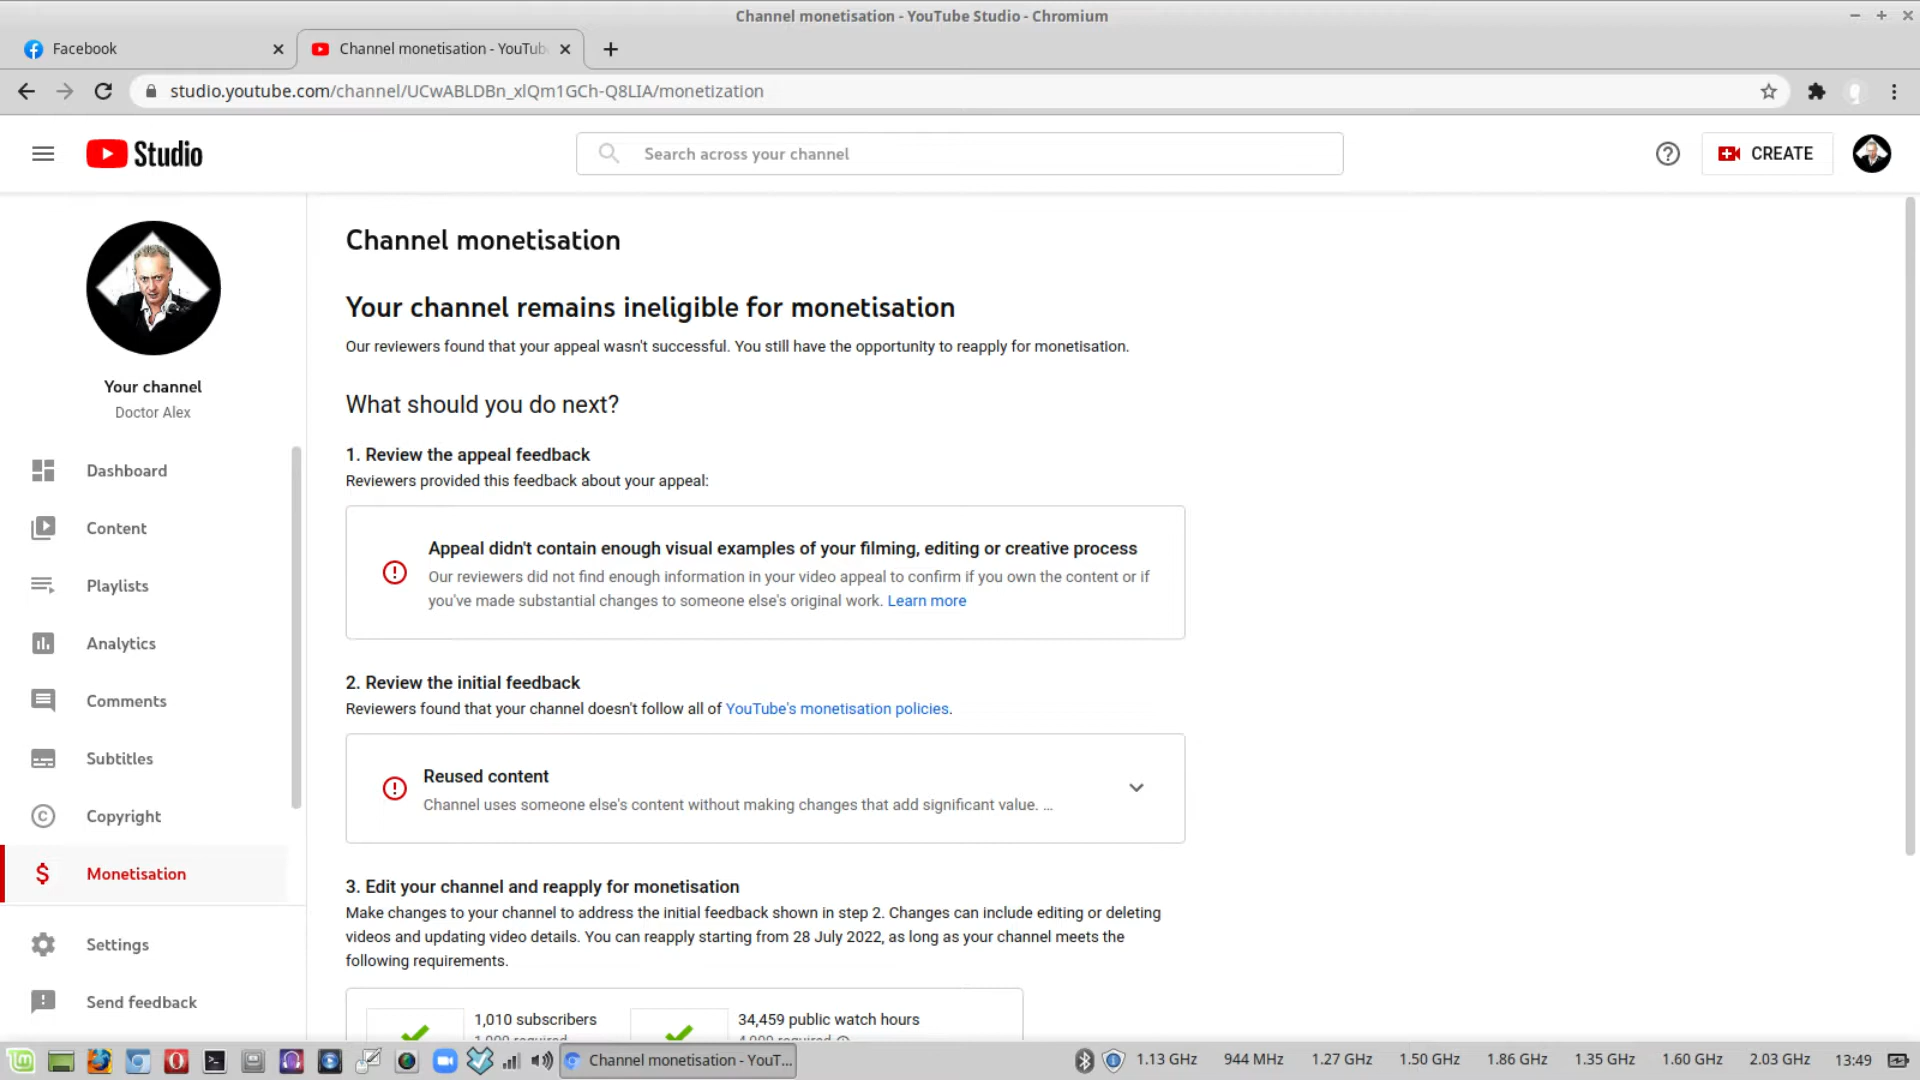 Channel monetisation - YouTube Studio - Chromium
Facebook
Channel monetisation - YouTub
studio.youtube.com/channel/UCwABLDBn_xlQm1GCh-Q8LIA/monetization
Studio
Search across your channel
CREATE
Your channel
Doctor Alex
Dashboard
Content
Playlists
Analytics
Comments
Subtitles
Copyright
Monetisation
Settings
Send feedback
Channel monetisation
Your channel remains ineligible for monetisation
Our reviewers found that your appeal wasn't successful. You still have the opportunity to reapply for monetisation.
What should you do next?
1. Review the appeal feedback
Reviewers provided this feedback about your appeal:
Appeal didn't contain enough visual examples of your filming, editing or creative process
Our reviewers did not find enough information in your video appeal to confirm if you own the content or if
you've made substantial changes to someone else's original work. Learn more
2. Review the initial feedback
Reviewers found that your channel doesn't follow all of YouTube's monetisation policies.
Reused content
Channel uses someone else's content without making changes that add significant value. ...
3. Edit your channel and reapply for monetisation
Make changes to your channel to address the initial feedback shown in step 2. Changes can include editing or deleting
videos and updating video details. You can reapply starting from 28 July 2022, as long as your channel meets the
following requirements.
1,010 subscribers
1,000 required
34,459 public watch hours
4,000 required
Channel monetisation - YouT...
1.13 GHz 944 MHz 1.27 GHz 1.50 GHz 1.86 GHz 1.35 GHz 1.60 GHz 2.03 GHz 13:49